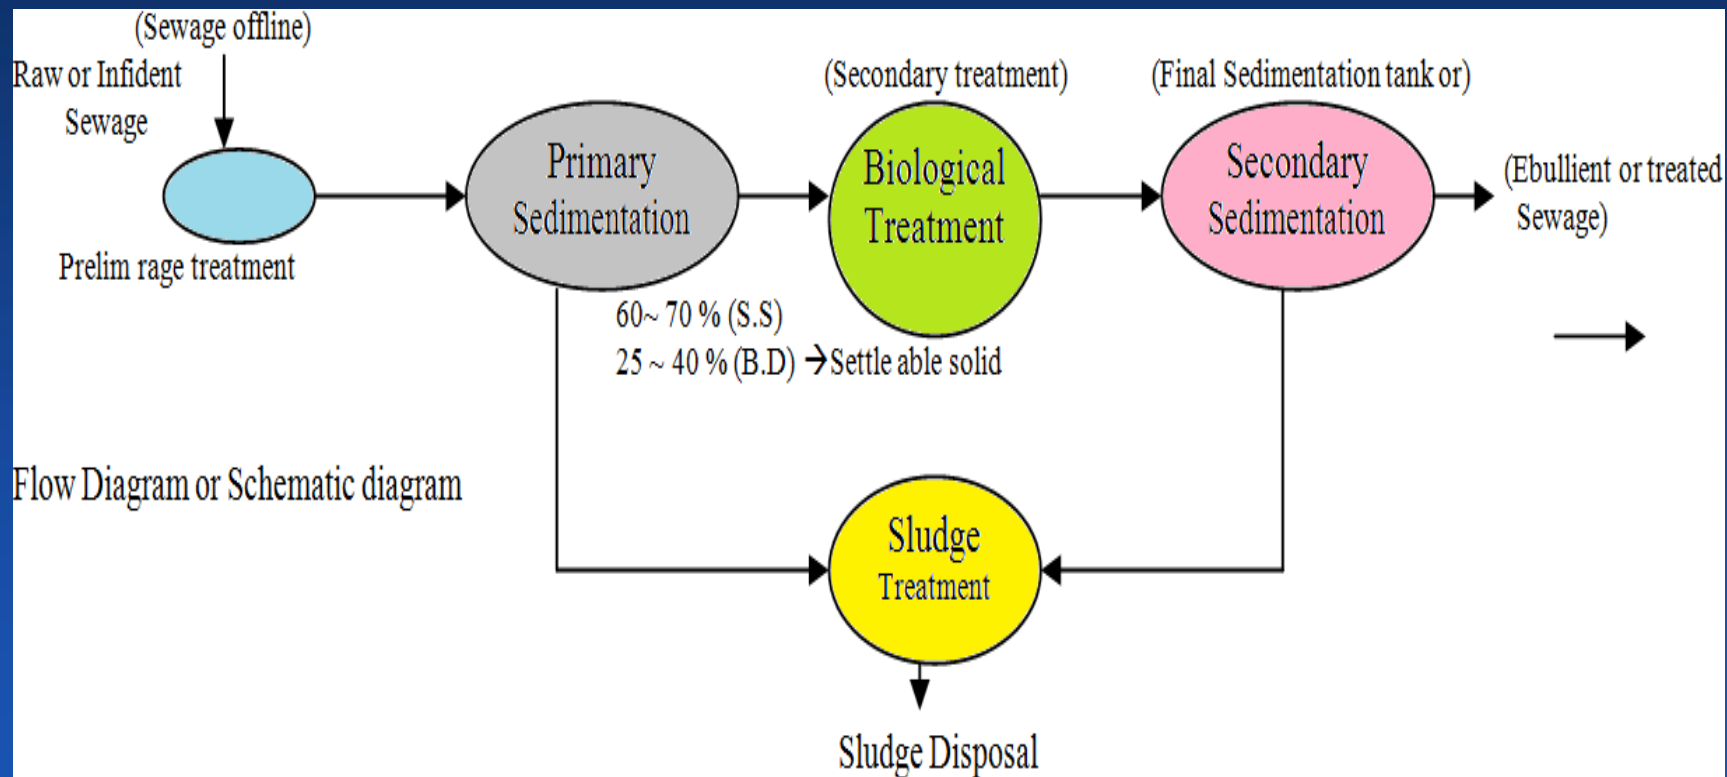 (Sewage offline)
Raw or Infident
Sewage
Prelim rage treatment
Primary
Sedimentation
(Secondary treatment)
Biological
Treatment
(Final Sedimentation tank or)
Secondary
Sedimentation
(Ebullient or treated
Sewage)
60~ 70 % (S.S)
25 ~ 40 % (B.D) →Settle able solid
Flow Diagram or Schematic diagram
Sludge
Treatment
Sludge Disposal